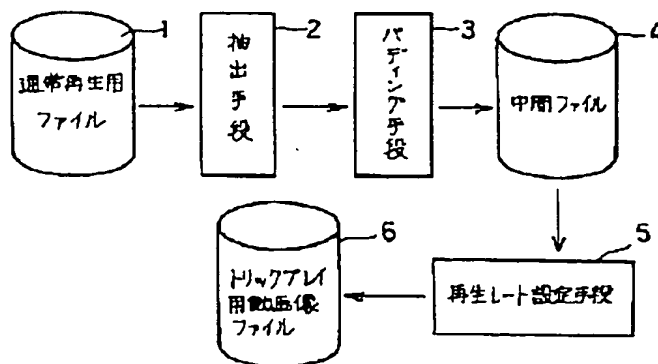 1
通常再生用
ファイル
2
抽出手段
3
パディング手段
4
中間ファイル
5
再生レート設定手段
6
トリックプレイ
用動画像
ファイル